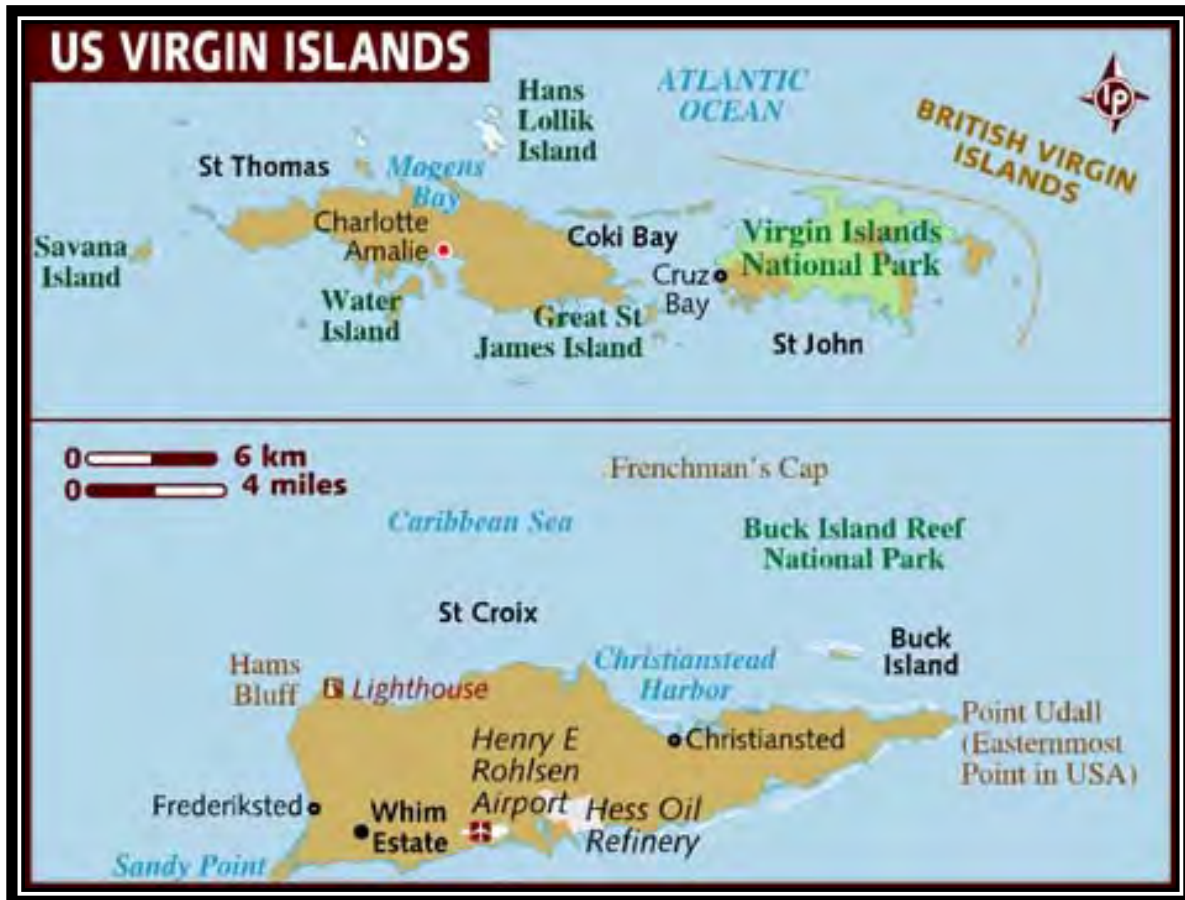 US VIRGIN ISLANDS
Hans
Lollik
Island
ATLANTIC
OCEAN
LP
BRITISH VIRGIN
ISLANDS
St Thomas
Magens
Bay
Charlotte
Amalie
Savana
Island
Water
Island
Coki Bay
Cruz
Bay
Virgin Islands
National Park
Great St
James Island
St John
0 6 km
0 4 miles
Frenchman's Cap
Caribbean Sea
Buck Island Reef
National Park
St Croix
Hams
Bluff
Lighthouse
Christianstead
Harbor
Buck
Island
Henry E
Rohlsen
Airport
Christiansted
Point Udall
(Easternmost
Point in USA)
Frederiksted
Whim
Estate
Hess Oil
Refinery
Sandy Point